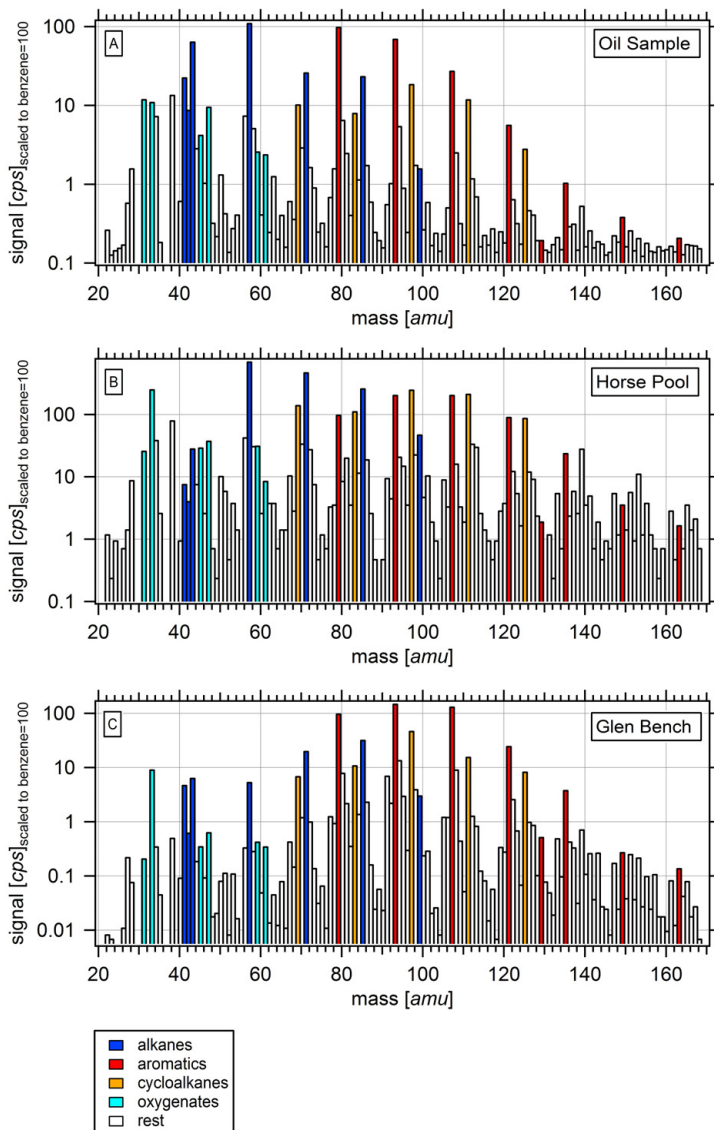 A
Oil Sample
signal [cps]scaled to benzene=100
100
10
1
0.1
20 40 60 80 100 120 140 160
mass [amu]
B
Horse Pool
signal [cps]scaled to benzene=100
100
10
1
0.1
20 40 60 80 100 120 140 160
mass [amu]
C
Glen Bench
signal [cps]scaled to benzene=100
100
10
1
0.1
0.01
20 40 60 80 100 120 140 160
mass [amu]
alkanes
aromatics
cycloalkanes
oxygenates
rest